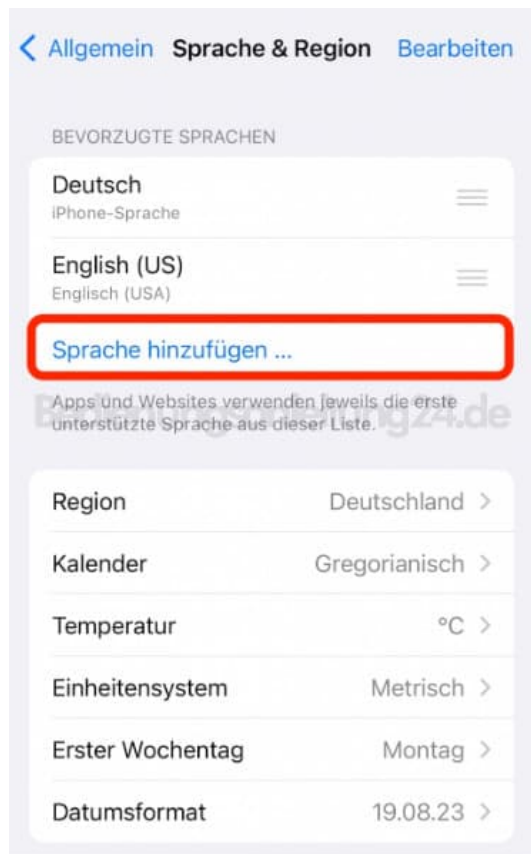 Allgemein Sprache & Region Bearbeiten
BEVORZUGTE SPRACHEN
Deutsch
iPhone-Sprache
English (US)
Englisch (USA)
Sprache hinzufügen ...
Apps und Websites verwenden jeweils die erste
unterstützte Sprache aus dieser Liste.
Bedienungsanleitung24.de
Region Deutschland
Kalender Gregorianisch
Temperatur °C
Einheitensystem Metrisch
Erster Wochentag Montag
Datumsformat 19.08.23